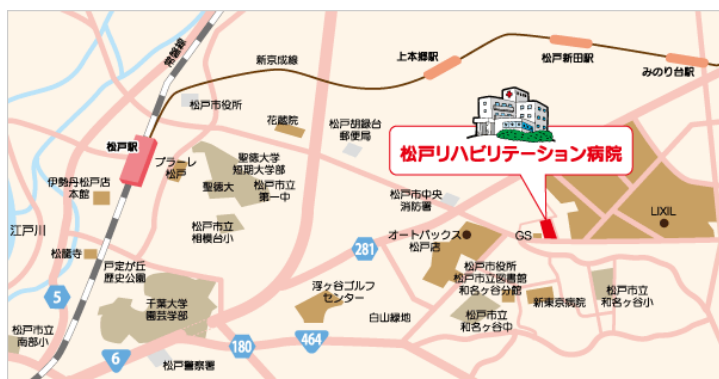 常磐線
新京成線
上本郷駅
松戸新田駅
みのり台駅
松戸市役所
花蔵院
松戸胡録台
郵便局
松戸リハビリテーション病院
松戸駅
プラーレ
松戸
聖徳大学
短期大学部
聖徳大
松戸市立
第一中
伊勢丹松戸店
本館
松戸市中央
消防署
LIXIL
江戸川
松戸市立
相模台小
オートバックス
松戸店
GS
281
松龍寺
戸定が丘
歴史公園
5
千葉大学
園芸学部
浮ヶ谷ゴルフ
センター
松戸市役所
松戸市立図書館
和名ヶ谷分館
新東京病院
松戸市立
和名ヶ谷小
白山緑地
松戸市立
和名ヶ谷中
松戸市立
南部小
6
180
464
松戸警察署